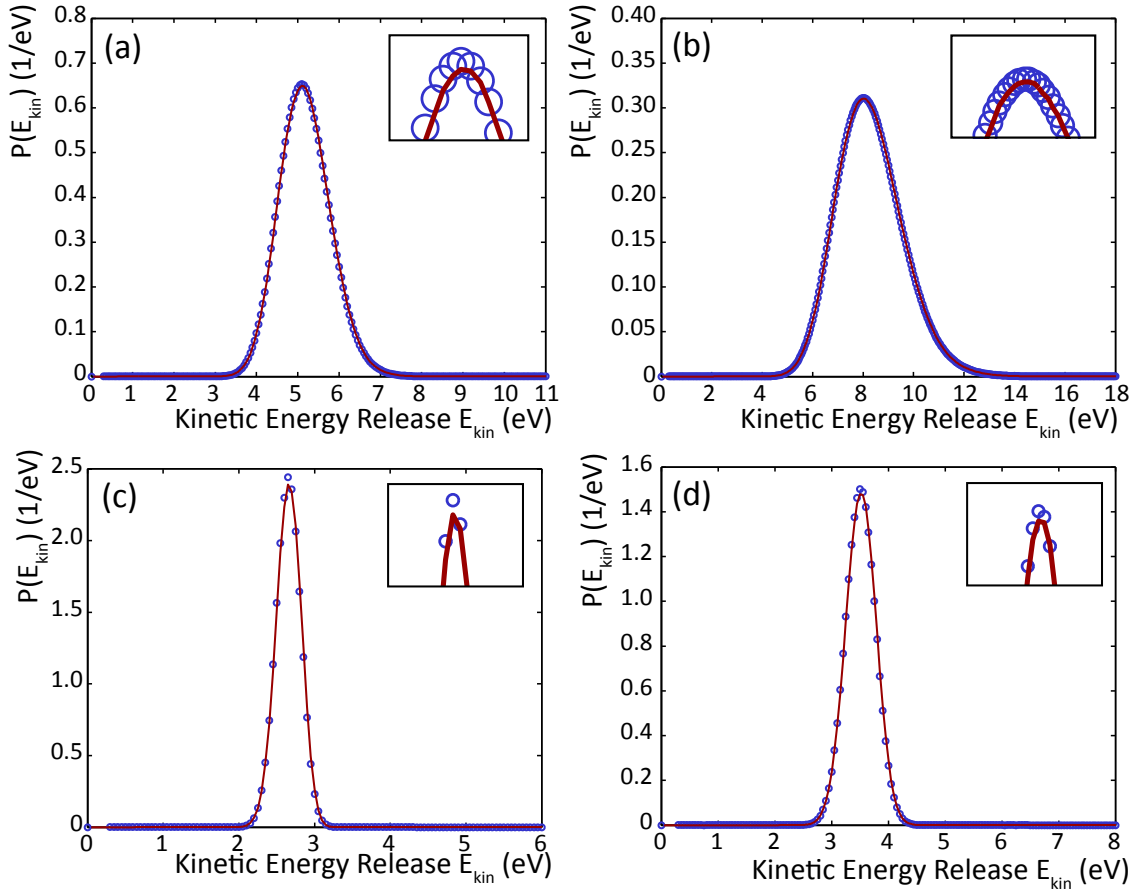 (a)
P(E_kin) (1/eV)
0.8
0.7
0.6
0.5
0.4
0.3
0.2
0.1
0
0 1 2 3 4 5 6 7 8 9 10 11
Kinetic Energy Release E_kin (eV)
(b)
P(E_kin) (1/eV)
0.40
0.30
0.20
0.10
0.05
0
0 2 4 6 8 10 12 14 16 18
Kinetic Energy Release E_kin (eV)
(c)
P(E_kin) (1/eV)
2.5
2.0
1.5
1.0
0.5
0
0 1 2 3 4 5 6
Kinetic Energy Release E_kin (eV)
(d)
P(E_kin) (1/eV)
1.6
1.4
1.2
1.0
0.8
0.6
0.4
0.2
0
0 1 2 3 4 5 6 7 8
Kinetic Energy Release E_kin (eV)